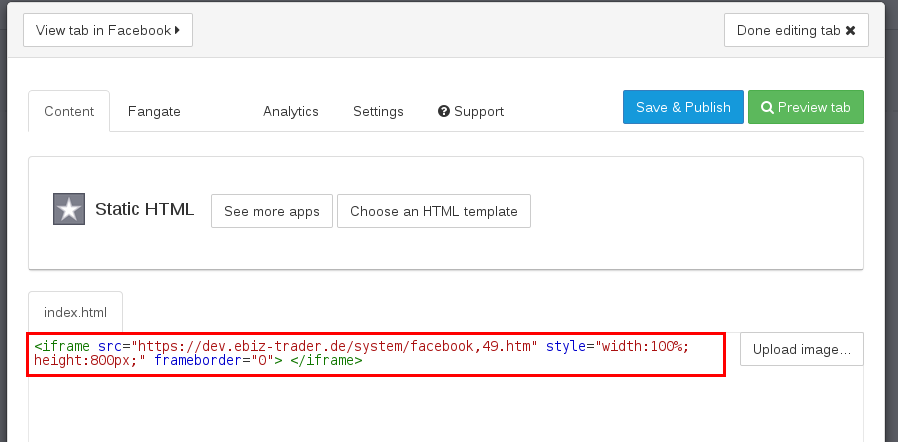 View tab in Facebook
Done editing tab
Content Fangate Analytics Settings Support Save & Publish Preview tab
Static HTML See more apps Choose an HTML template
index.html
<iframe src="https://dev.ebiz-trader.de/system/facebook,49.htm" style="width:100%;
height:800px;" frameborder="0"> </iframe>
Upload image...